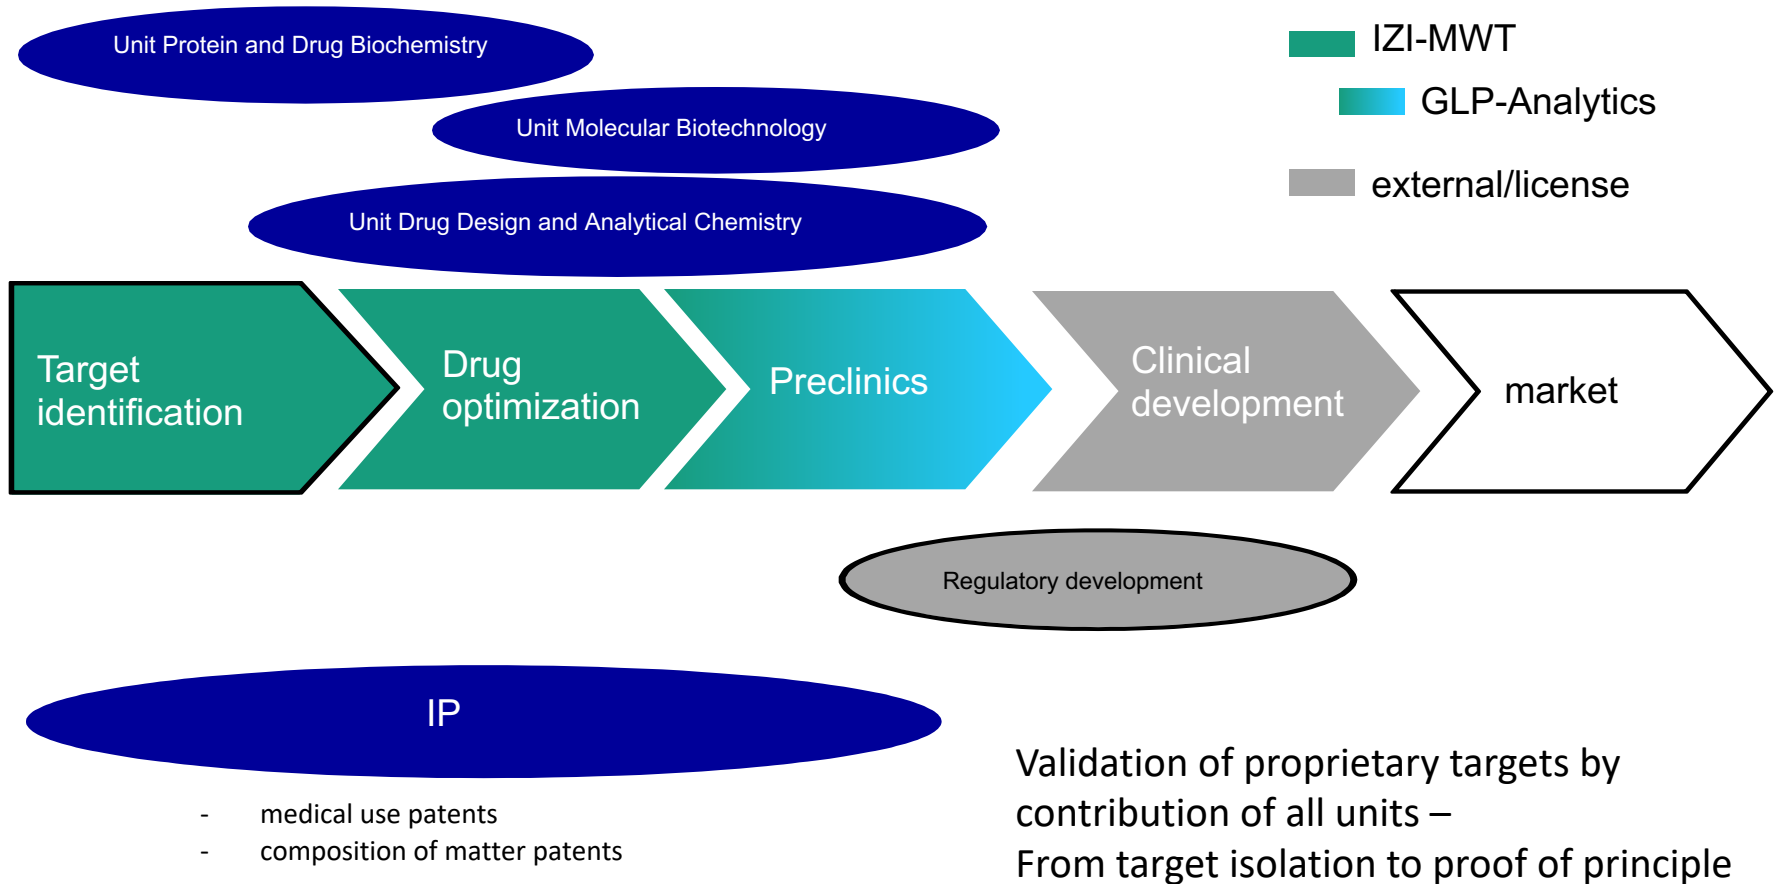 Unit Protein and Drug Biochemistry
IZI-MWT
GLP-Analytics
Unit Molecular Biotechnology
external/license
Unit Drug Design and Analytical Chemistry
Target
identification
Drug
optimization
Preclinics
Clinical
development
market
Regulatory development
IP
- medical use patents
- composition of matter patents
Validation of proprietary targets by
contribution of all units –
From target isolation to proof of principle